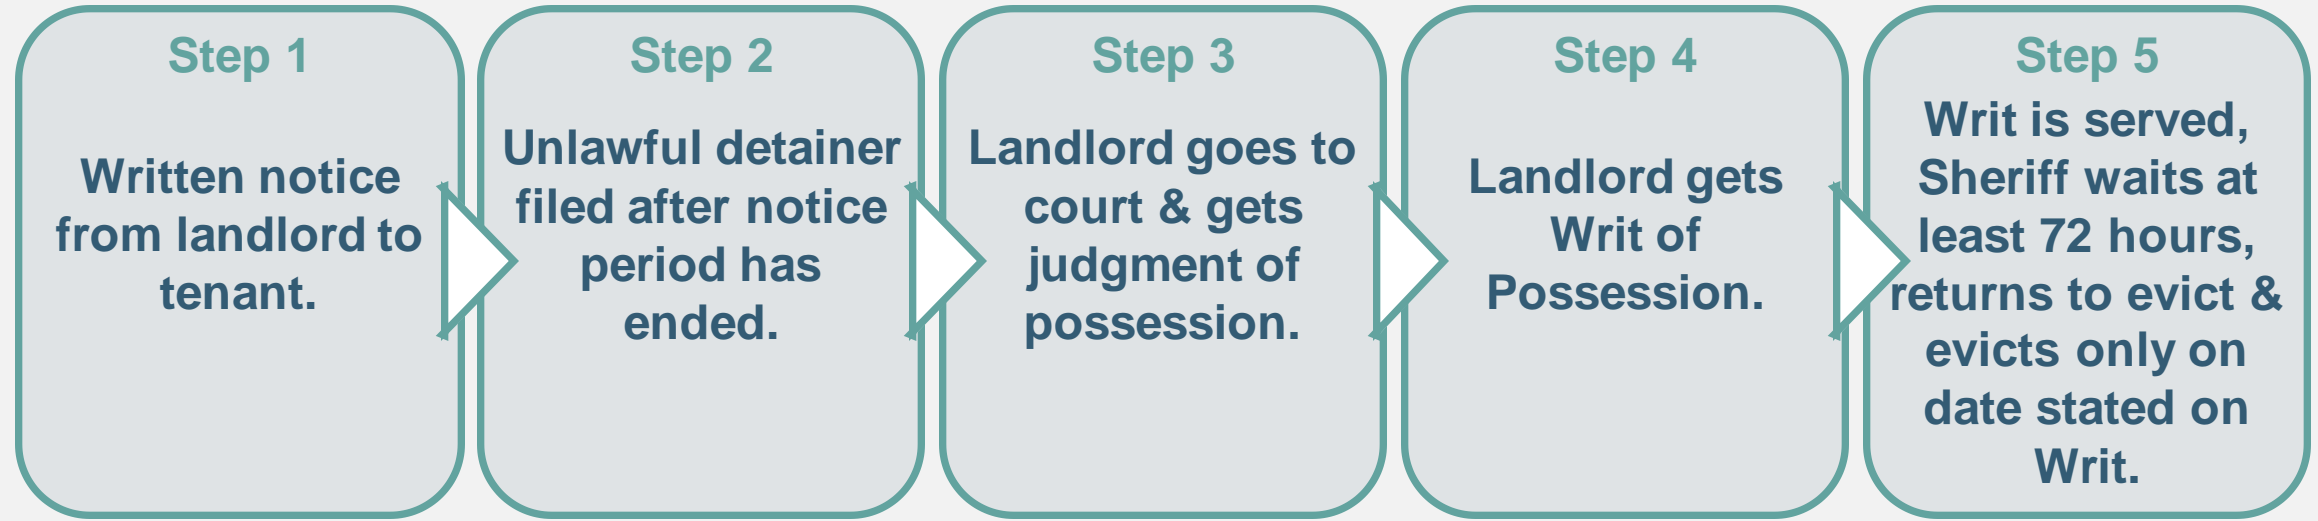 Step 1
Written notice
from landlord to
tenant.
Step 2
Unlawful detainer
filed after notice
period has
ended.
Step 3
Landlord goes to
court & gets
judgment of
possession.
Step 4
Landlord gets
Writ of
Possession.
Step 5
Writ is served,
Sheriff waits at
least 72 hours,
returns to evict &
evicts only on
date stated on
Writ.